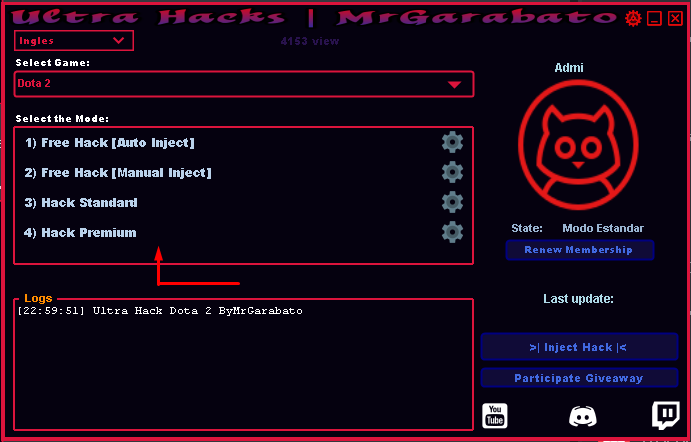 Ultra Hacks | MrGarabato
Ingles
4153 view
Select Game:
Dota 2
Select the Mode:
1) Free Hack [Auto Inject]
2) Free Hack [Manual Inject]
3) Hack Standard
4) Hack Premium
Logs
[22:59:51] Ultra Hack Dota 2 ByMrGarabato
Admi
State: Modo Estandar
Renew Membership
Last update:
>| Inject Hack |<
Participate Giveaway
You
Tube